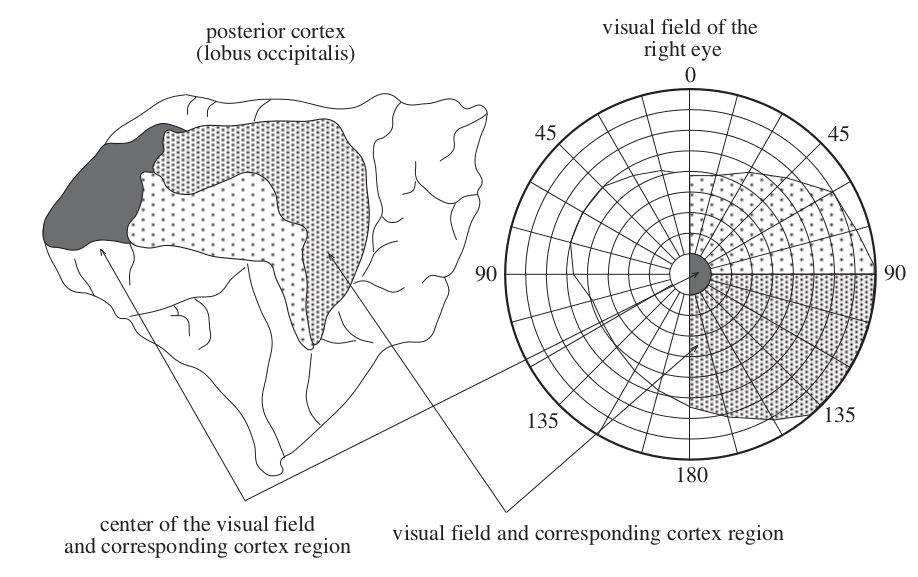 posterior cortex
(lobus occipitalis)
visual field of the
right eye
0
45
45
90
90
135
135
180
center of the visual field
and corresponding cortex region
visual field and corresponding cortex region